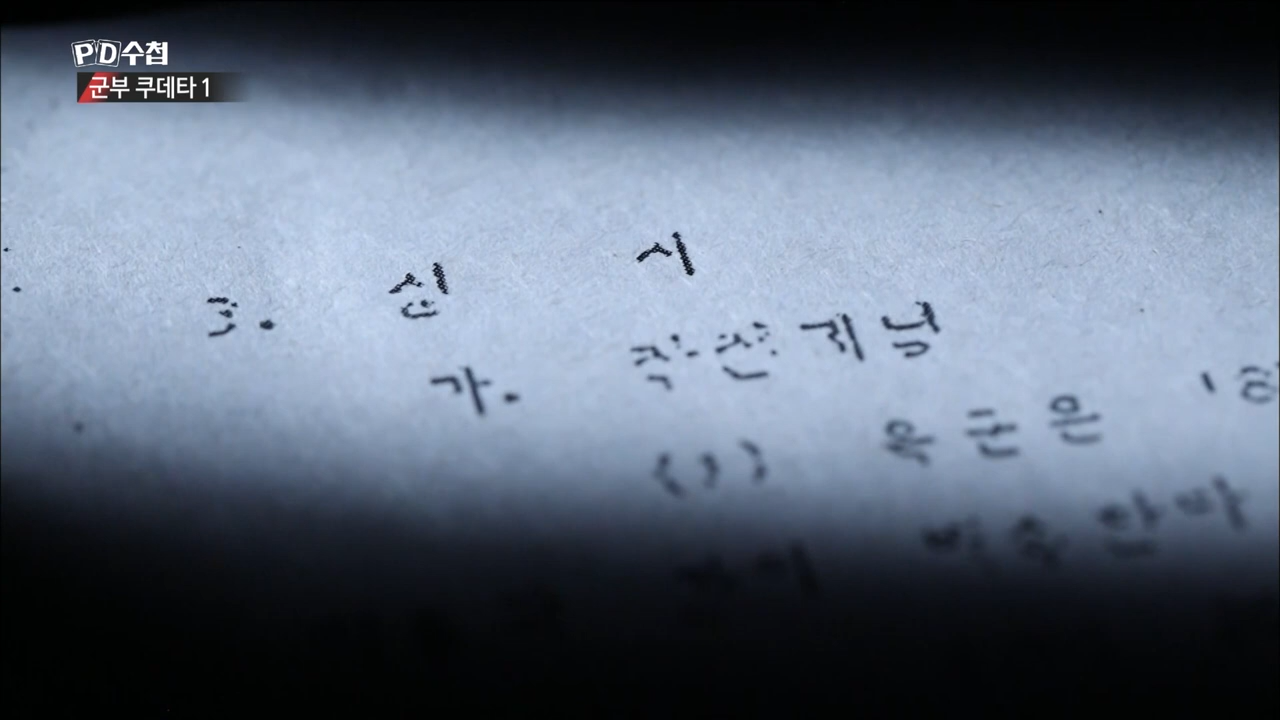 PD수첩
군부 쿠데타 1
3. 실 시
가. 작전개념
(1) 육군은